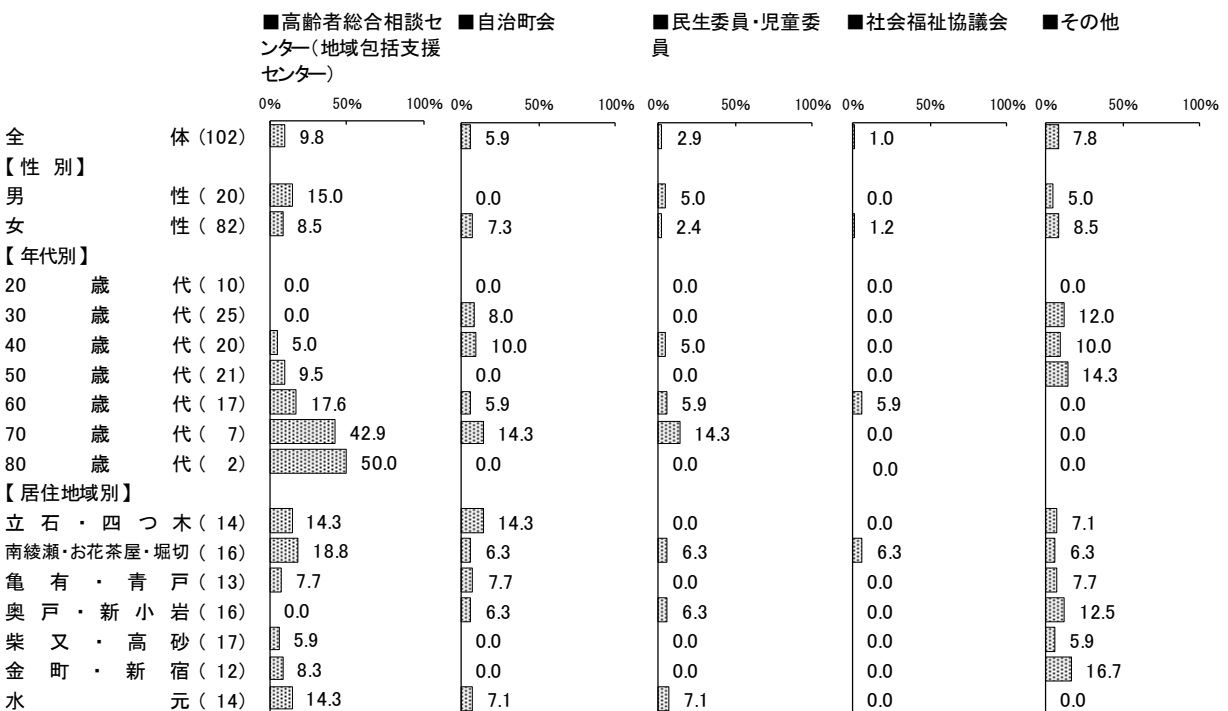 ■高齢者総合相談セ ■自治町会 ■民生委員・児童委 ■社会福祉協議会 ■その他
ンター（地域包括支援 員
センター）
0% 50% 100% 0% 50% 100% 0% 50% 100% 0% 50% 100% 0% 50% 100%
全 体 (102) 9.8 5.9 2.9 1.0 7.8
【性 別】
男 性 ( 20) 15.0 0.0 5.0 0.0 5.0
女 性 ( 82) 8.5 7.3 2.4 1.2 8.5
【年代別】
20 歳 代 ( 10) 0.0 0.0 0.0 0.0 0.0
30 歳 代 ( 25) 0.0 8.0 0.0 0.0 12.0
40 歳 代 ( 20) 5.0 10.0 5.0 0.0 10.0
50 歳 代 ( 21) 9.5 0.0 0.0 0.0 14.3
60 歳 代 ( 17) 17.6 5.9 5.9 5.9 0.0
70 歳 代 ( 7) 42.9 14.3 14.3 0.0 0.0
80 歳 代 ( 2) 50.0 0.0 0.0 0.0 0.0
【居住地域別】
立 石 ・ 四 つ 木 ( 14) 14.3 14.3 0.0 0.0 7.1
南綾瀬・お花茶屋・堀切 ( 16) 18.8 6.3 6.3 6.3 6.3
亀 有 ・ 青 戸 ( 13) 7.7 7.7 0.0 0.0 7.7
奥 戸 ・ 新 小 岩 ( 16) 0.0 6.3 6.3 0.0 12.5
柴 又 ・ 高 砂 ( 17) 5.9 0.0 0.0 0.0 5.9
金 町 ・ 新 宿 ( 12) 8.3 0.0 0.0 0.0 16.7
水 元 ( 14) 14.3 7.1 7.1 0.0 0.0